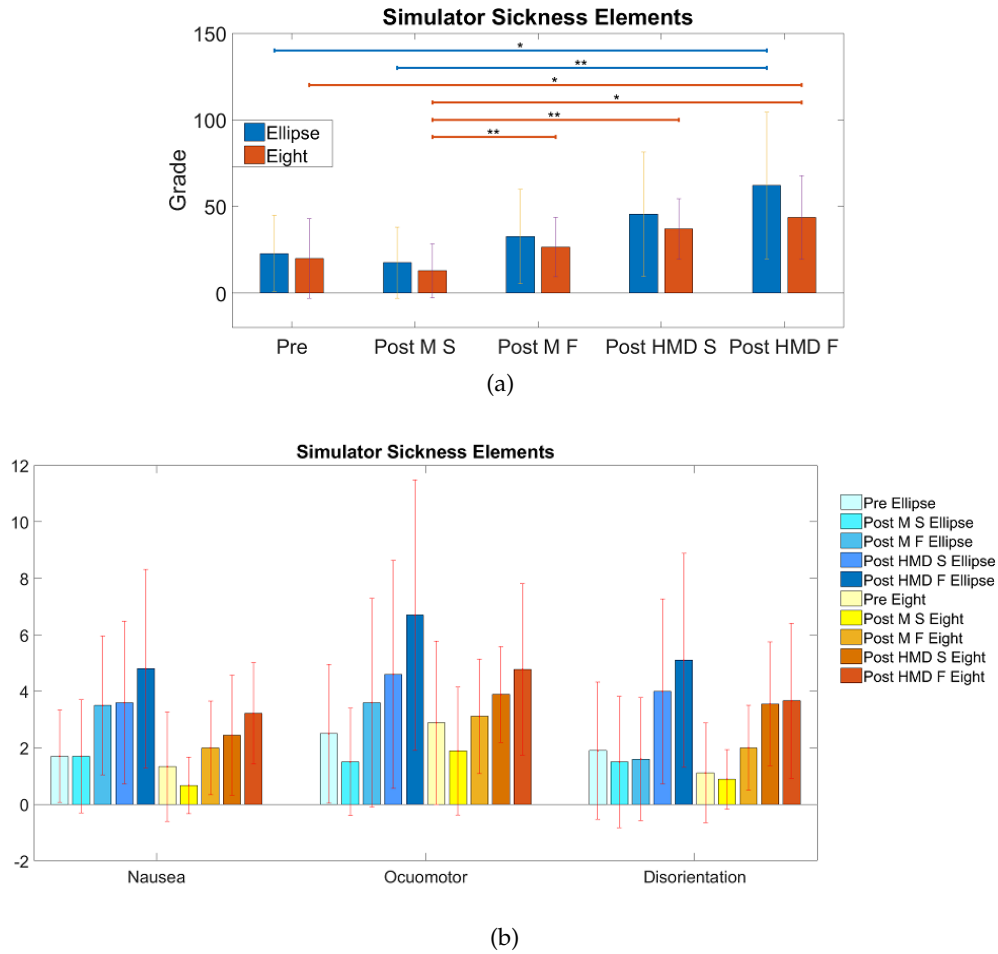 Simulator Sickness Elements
150
100
50
0
Grade
*
**
*
*
**
**
Ellipse
Eight
Pre
Post M S
Post M F
Post HMD S
Post HMD F
(a)
Simulator Sickness Elements
12
10
8
6
4
2
0
-2
Nausea
Ocuomotor
Disorientation
Pre Ellipse
Post M S Ellipse
Post M F Ellipse
Post HMD S Ellipse
Post HMD F Ellipse
Pre Eight
Post M S Eight
Post M F Eight
Post HMD S Eight
Post HMD F Eight
(b)